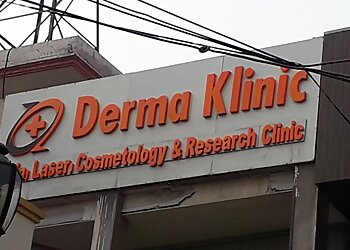 Derma Klinic
Laser, Cosmetology & Research Clinic